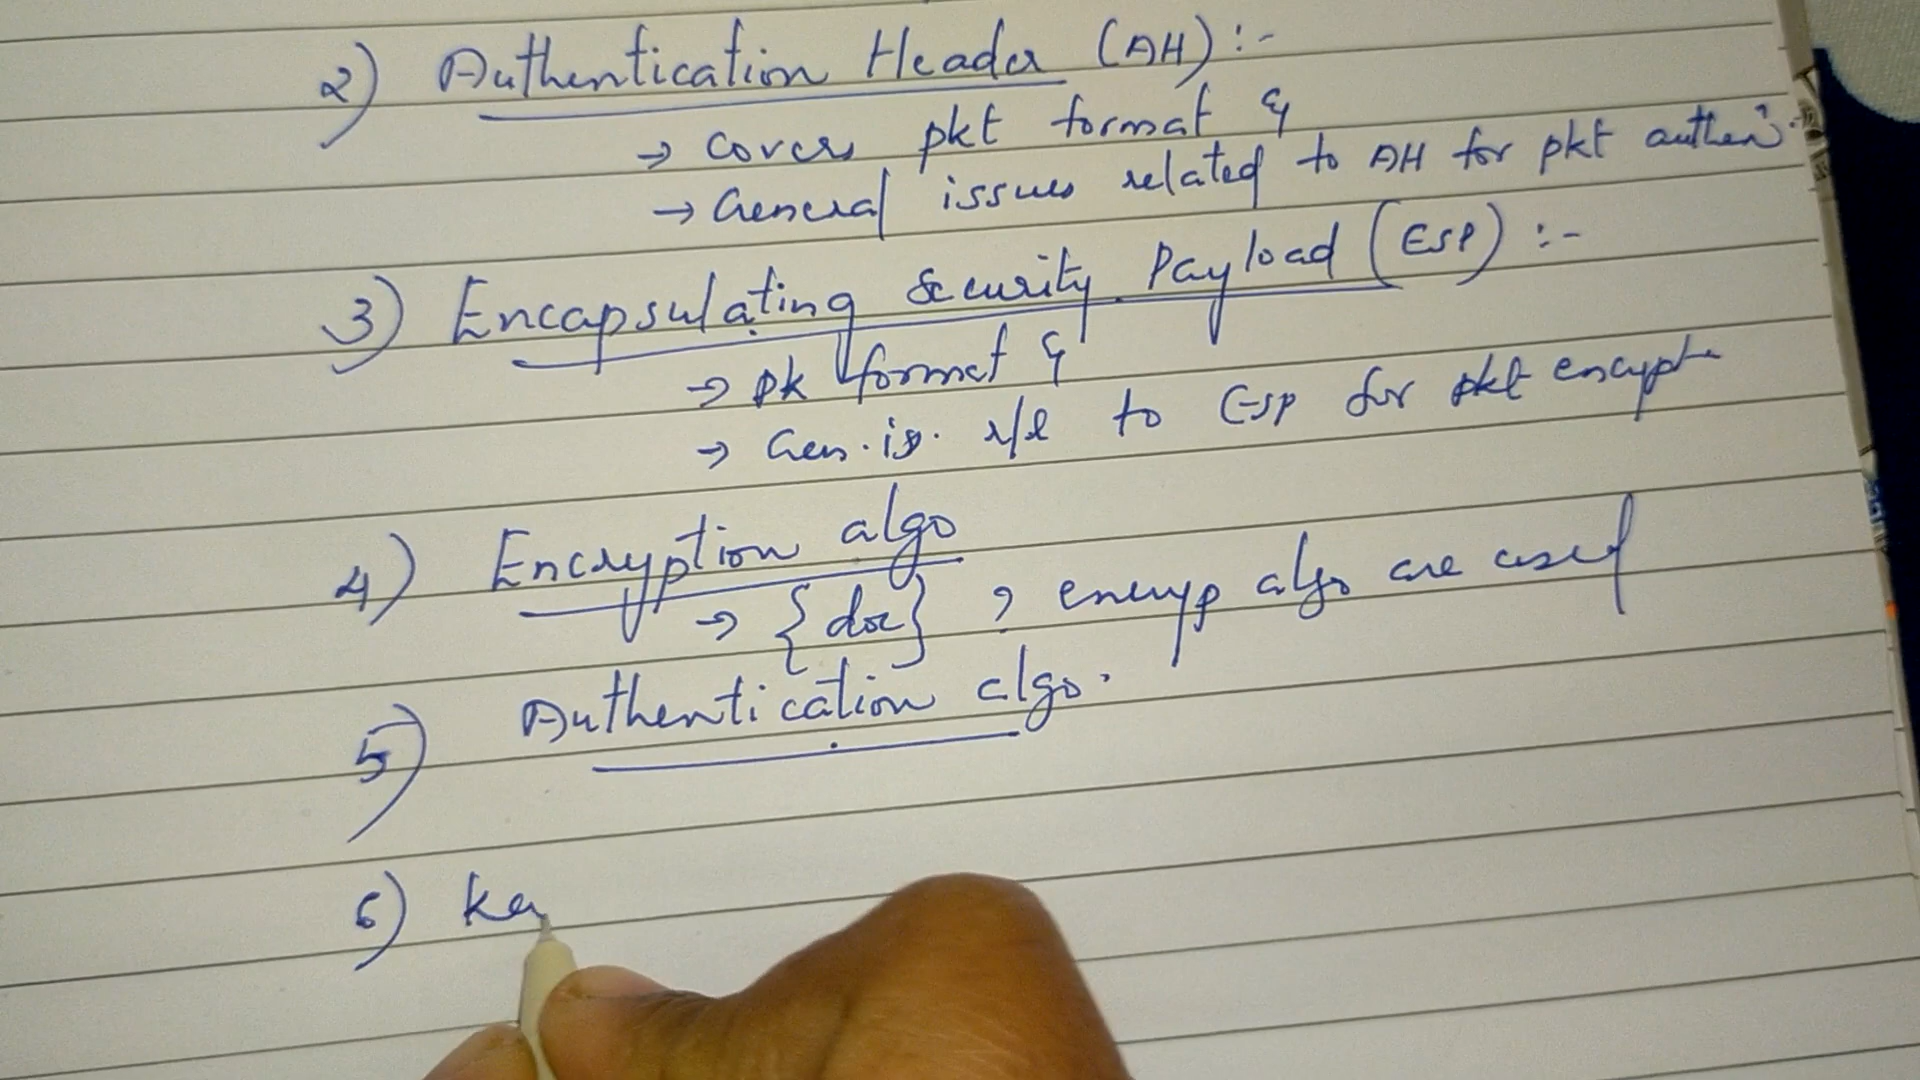 2) Authentication Header (AH) :-
→ covers pkt format &
→ General issues related to AH for pkt authen
3) Encapsulating Security Payload (ESP) :-
→ pk format &
→ Gen. is. r/l to ESP for pkt encypt
4) Encryption algo
→ {doc} , encryp algo are used
5) Authentication algo.
6) ke